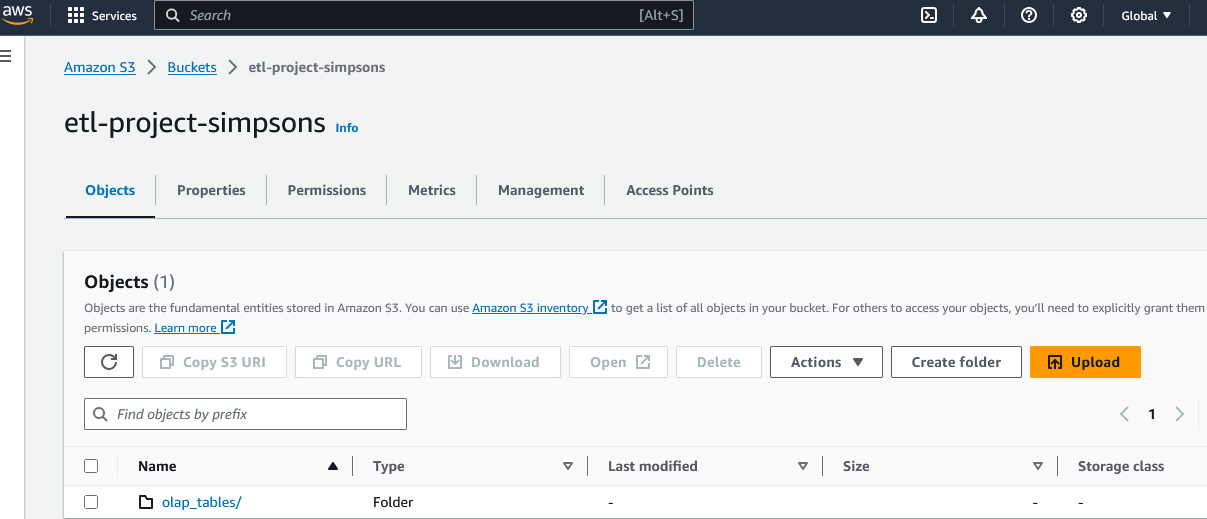 aws Services Search [Alt+S] Global
Amazon S3 Buckets etl-project-simpsons
etl-project-simpsons Info
Objects Properties Permissions Metrics Management Access Points
Objects (1)
Objects are the fundamental entities stored in Amazon S3. You can use Amazon S3 inventory to get a list of all objects in your bucket. For others to access your objects, you'll need to explicitly grant them
permissions. Learn more
Copy S3 URI Copy URL Download Open Delete Actions Create folder Upload
Find objects by prefix 1
Name Type Last modified Size Storage class
olap_tables/ Folder - - -